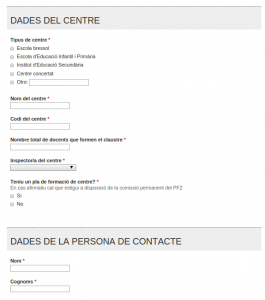 DADES DEL CENTRE
Tipus de centre *
Escola bressol
Escola d'Educació Infantil i Primària
Institut d'Educació Secundària
Centre concertat
Otro:
Nom del centre *
Codi del centre *
Nombre total de docents que formen el claustre *
Inspector/a del centre *
Teniu un pla de formació de centre? *
En cas afirmatiu cal que estigui a disposició de la comissió permanent del PFZ
Sí
No
DADES DE LA PERSONA DE CONTACTE
Nom *
Cognoms *